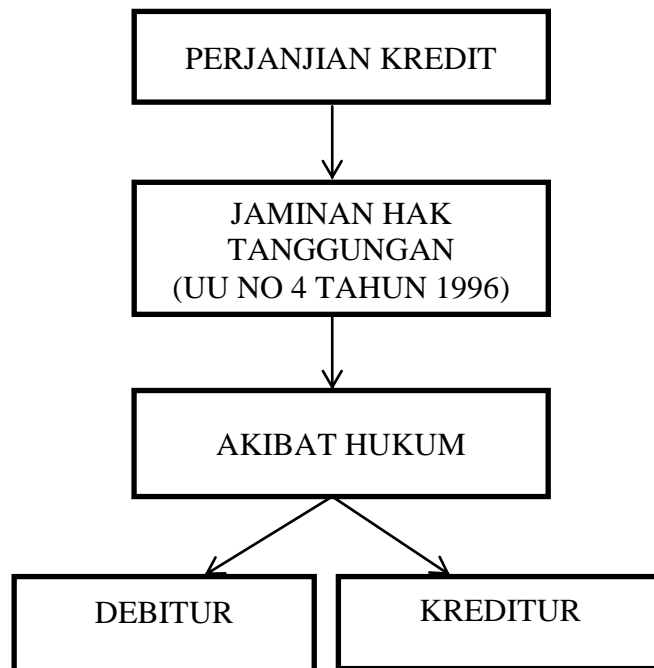 PERJANJIAN KREDIT
JAMINAN HAK
TANGGUNGAN
(UU NO 4 TAHUN 1996)
AKIBAT HUKUM
DEBITUR
KREDITUR